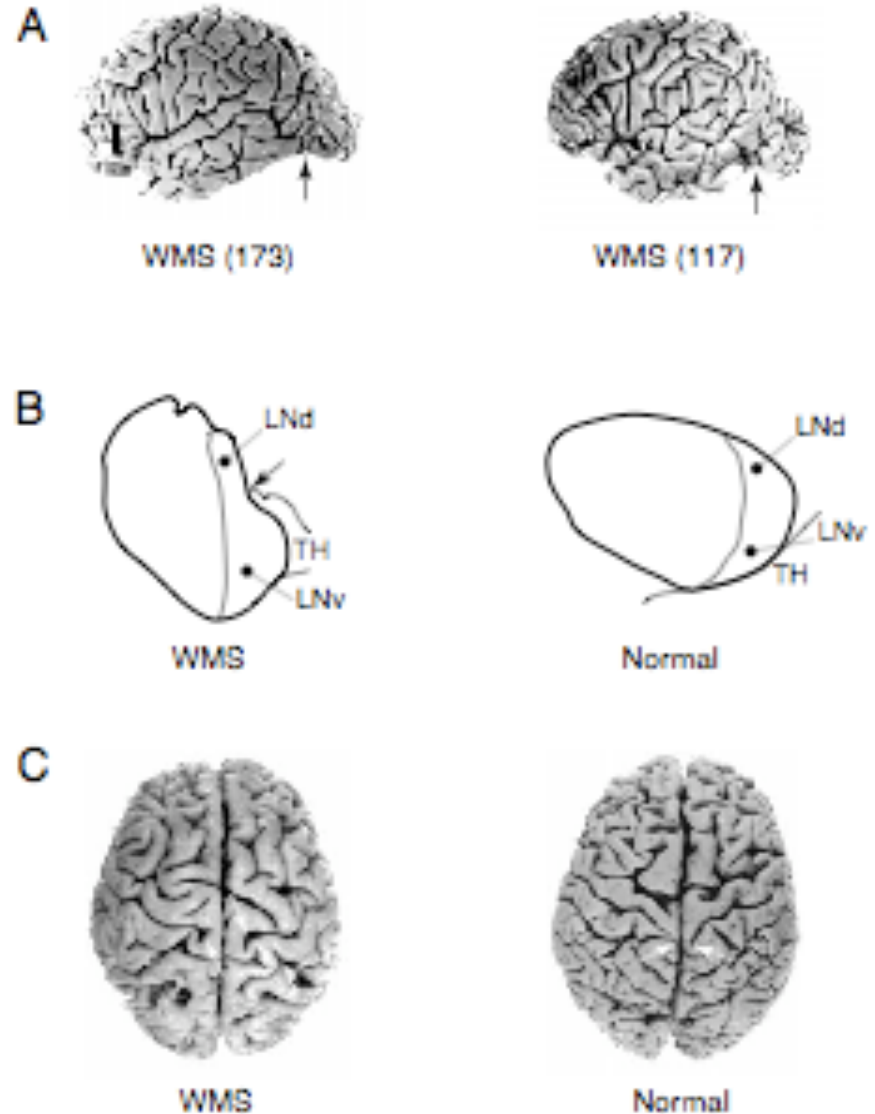 A
WMS (173)
WMS (117)
B
LNd
TH
LNv
WMS
LNd
LNv
TH
Normal
C
WMS
Normal